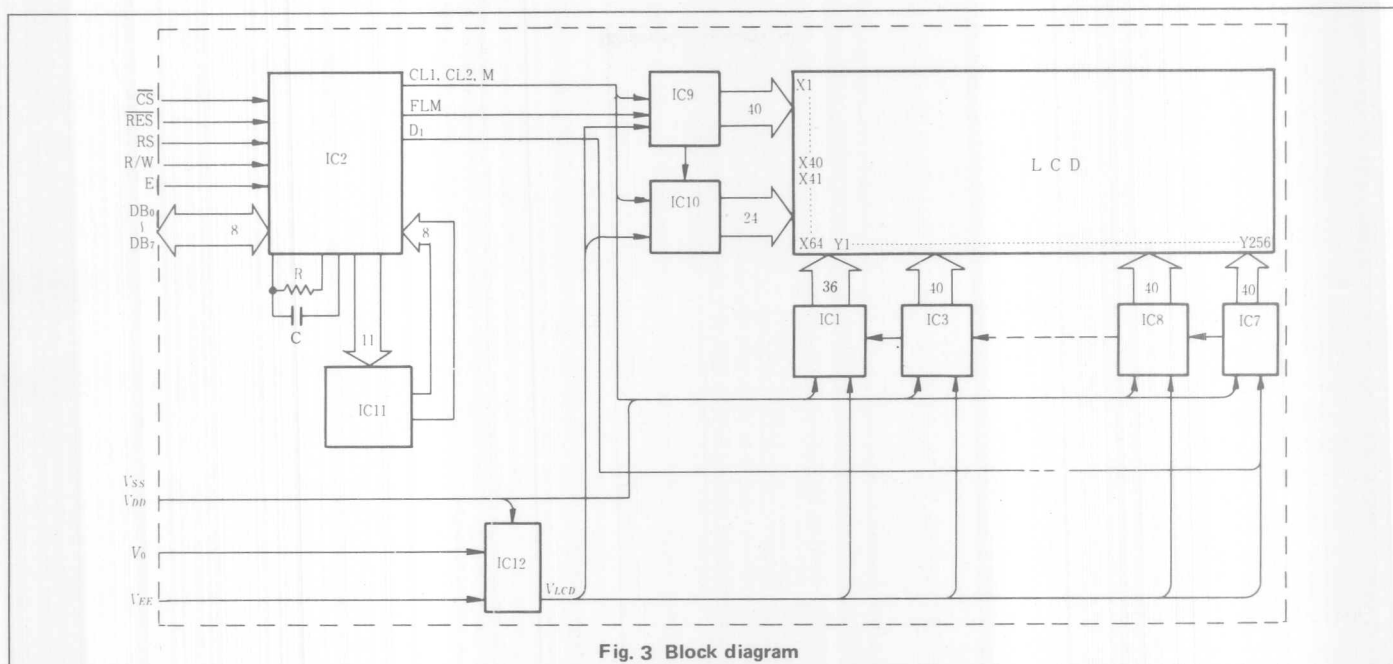 CL1, CL2, M
FLM
D1
C̅S̅
R̅E̅S̅
RS
R/W
E
DB0
~
DB7
8
IC2
8
R
C
11
IC11
IC9
40
IC10
24
X1
X40
X41
X64 Y1
Y256
LCD
36
40
40
40
IC1
IC3
IC8
IC7
VSS
VDD
V0
VEE
IC12
VLCD
Fig. 3 Block diagram